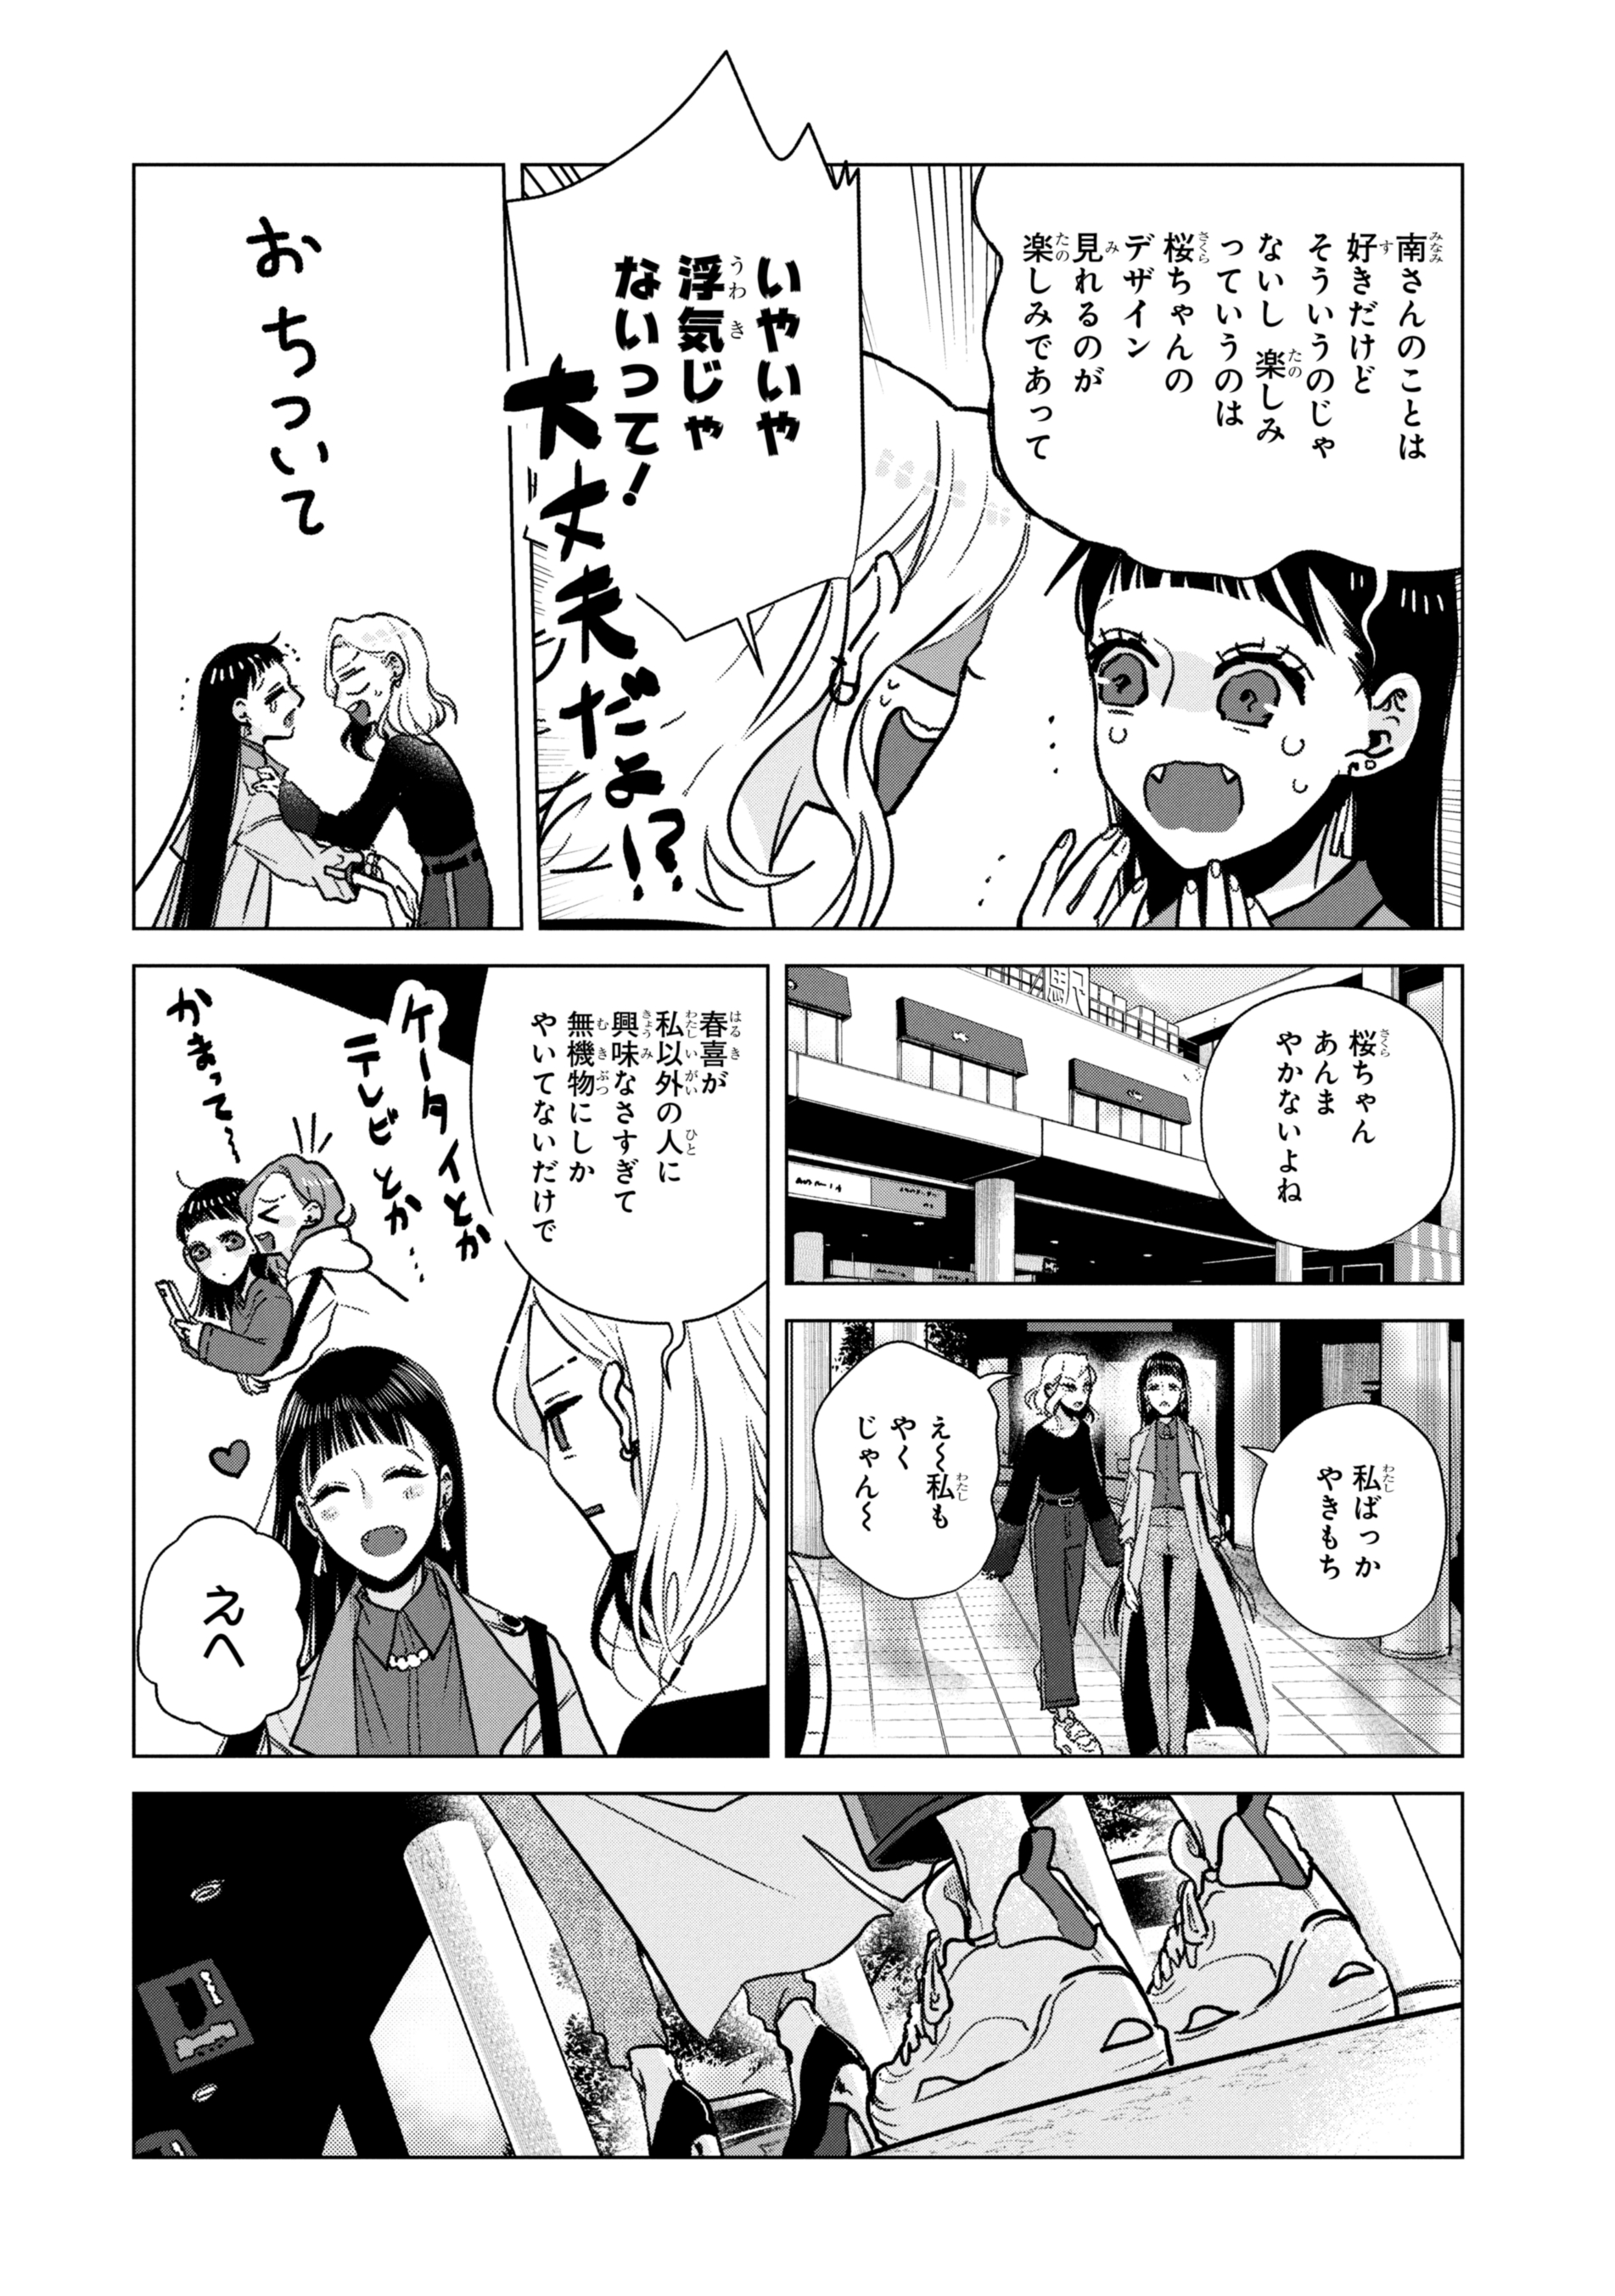 南さんのことは
好きだけど
そういうのじゃ
ないし 楽しみ
っていうのは
桜ちゃんの
デザイン
見れるのが
楽しみであって
いやいや
浮気じゃ
ないって!
大丈夫だよ!?
おちついて
桜ちゃん
あんま
やかないよね
駅
私ばっか
やきもち
え〜私も
やく
じゃん〜
春喜が
私以外の人に
興味なさすぎて
無機物にしか
やいてないだけで
ケータイとか
テレビとか…
かまって〜
えへ